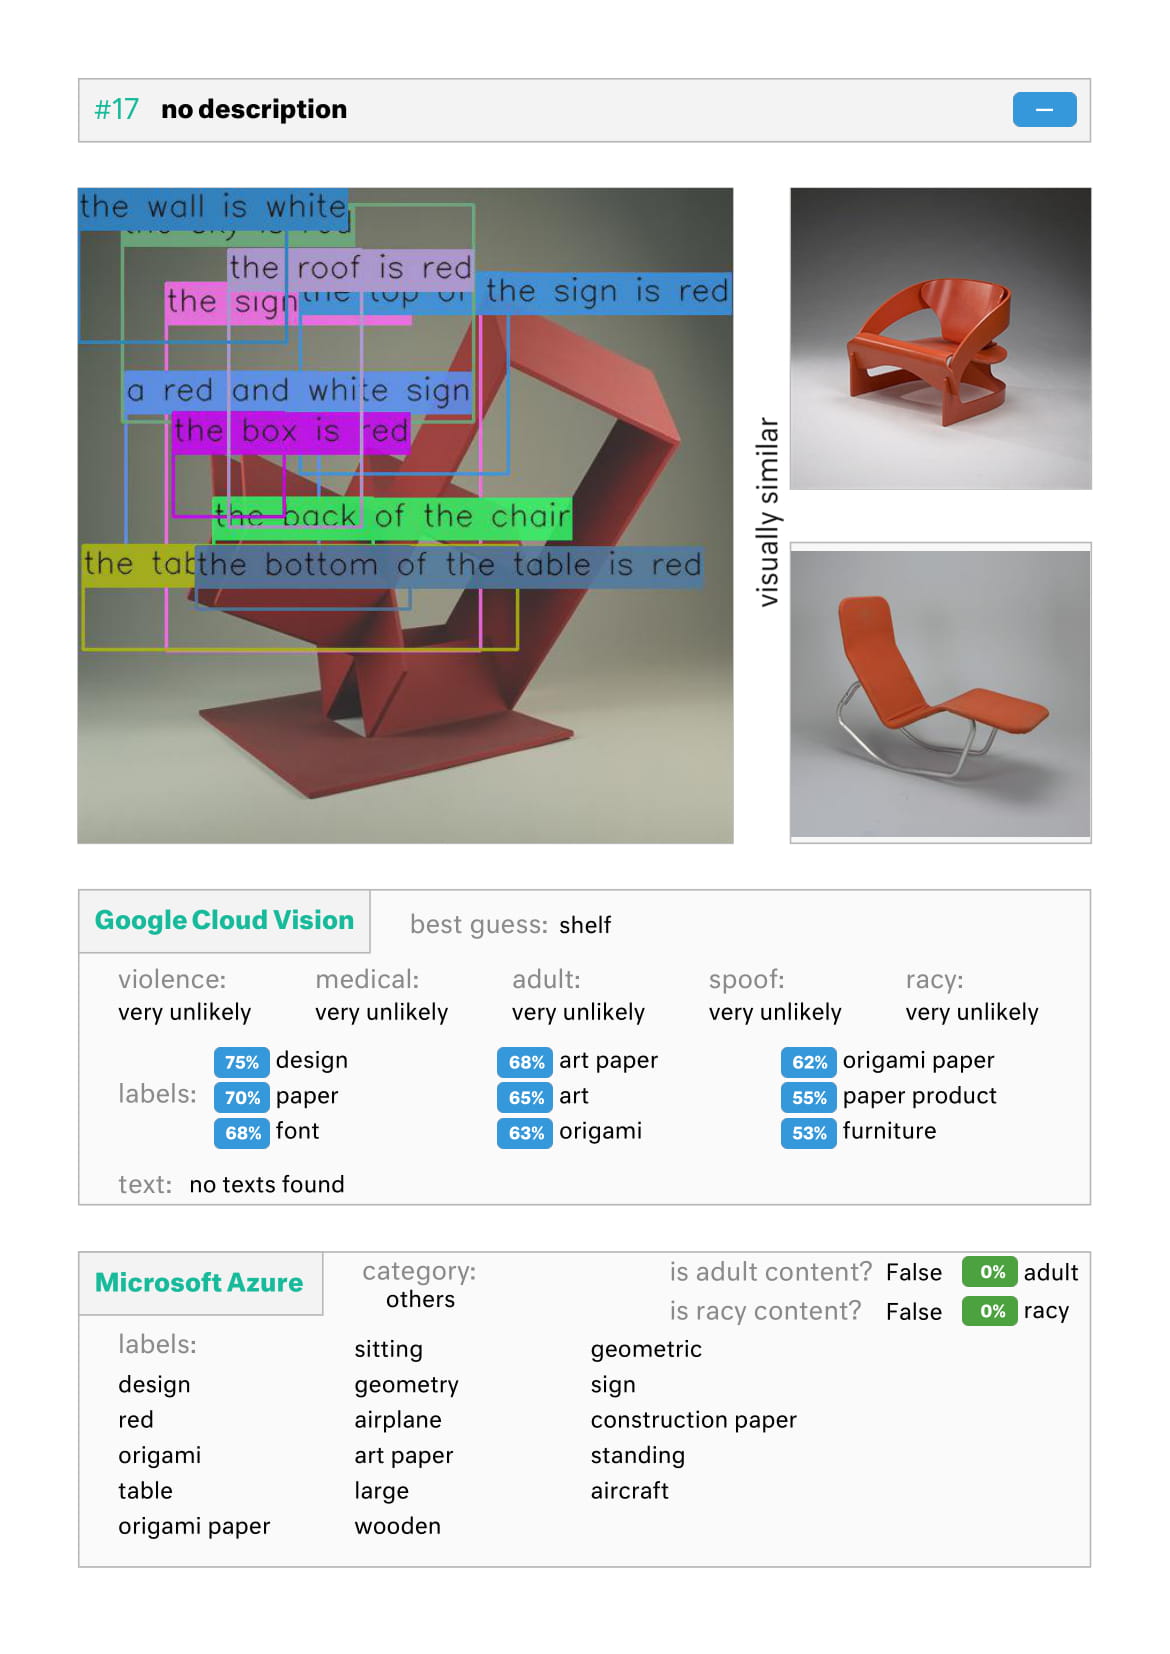 #17 no description
–
the wall is white
the sky is red
the roof is red
the sign
the top of the sign is red
a red and white sign
the box is red
the back of the chair
the tab
the bottom of the table is red
visually similar
Google Cloud Vision
best guess: shelf
violence: medical: adult: spoof: racy:
very unlikely very unlikely very unlikely very unlikely very unlikely
labels:
75% design 68% art paper 62% origami paper
70% paper 65% art 55% paper product
68% font 63% origami 53% furniture
text: no texts found
Microsoft Azure
category:
others
is adult content? False 0% adult
is racy content? False 0% racy
labels:
design
red
origami
table
origami paper
sitting
geometry
airplane
art paper
large
wooden
geometric
sign
construction paper
standing
aircraft